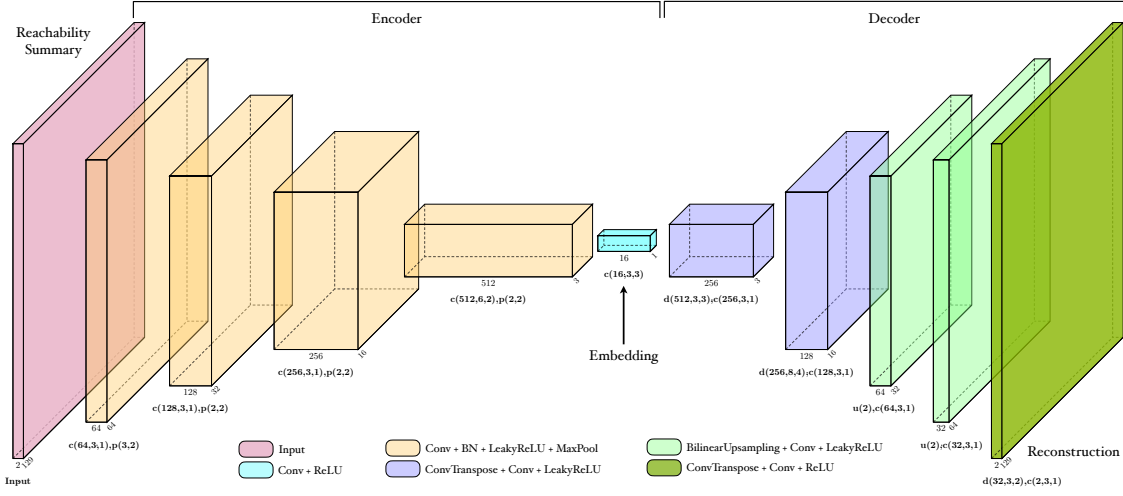 Encoder
Decoder
Reachability
Summary
2 129
Input
64 64
c(64,3,1),p(3,2)
128 32
c(128,3,1),p(2,2)
256 16
c(256,3,1),p(2,2)
512 3
c(512,6,2),p(2,2)
16 1
c(16,3,3)
Embedding
256 3
d(512,3,3),c(256,3,1)
128 16
d(256,8,4),c(128,3,1)
64 32
u(2),c(64,3,1)
32 64
u(2),c(32,3,1)
Reconstruction
2 129
d(32,3,2),c(2,3,1)
Input
Conv + ReLU
Conv + BN + LeakyReLU + MaxPool
ConvTranspose + Conv + LeakyReLU
BilinearUpsampling + Conv + LeakyReLU
ConvTranspose + Conv + ReLU